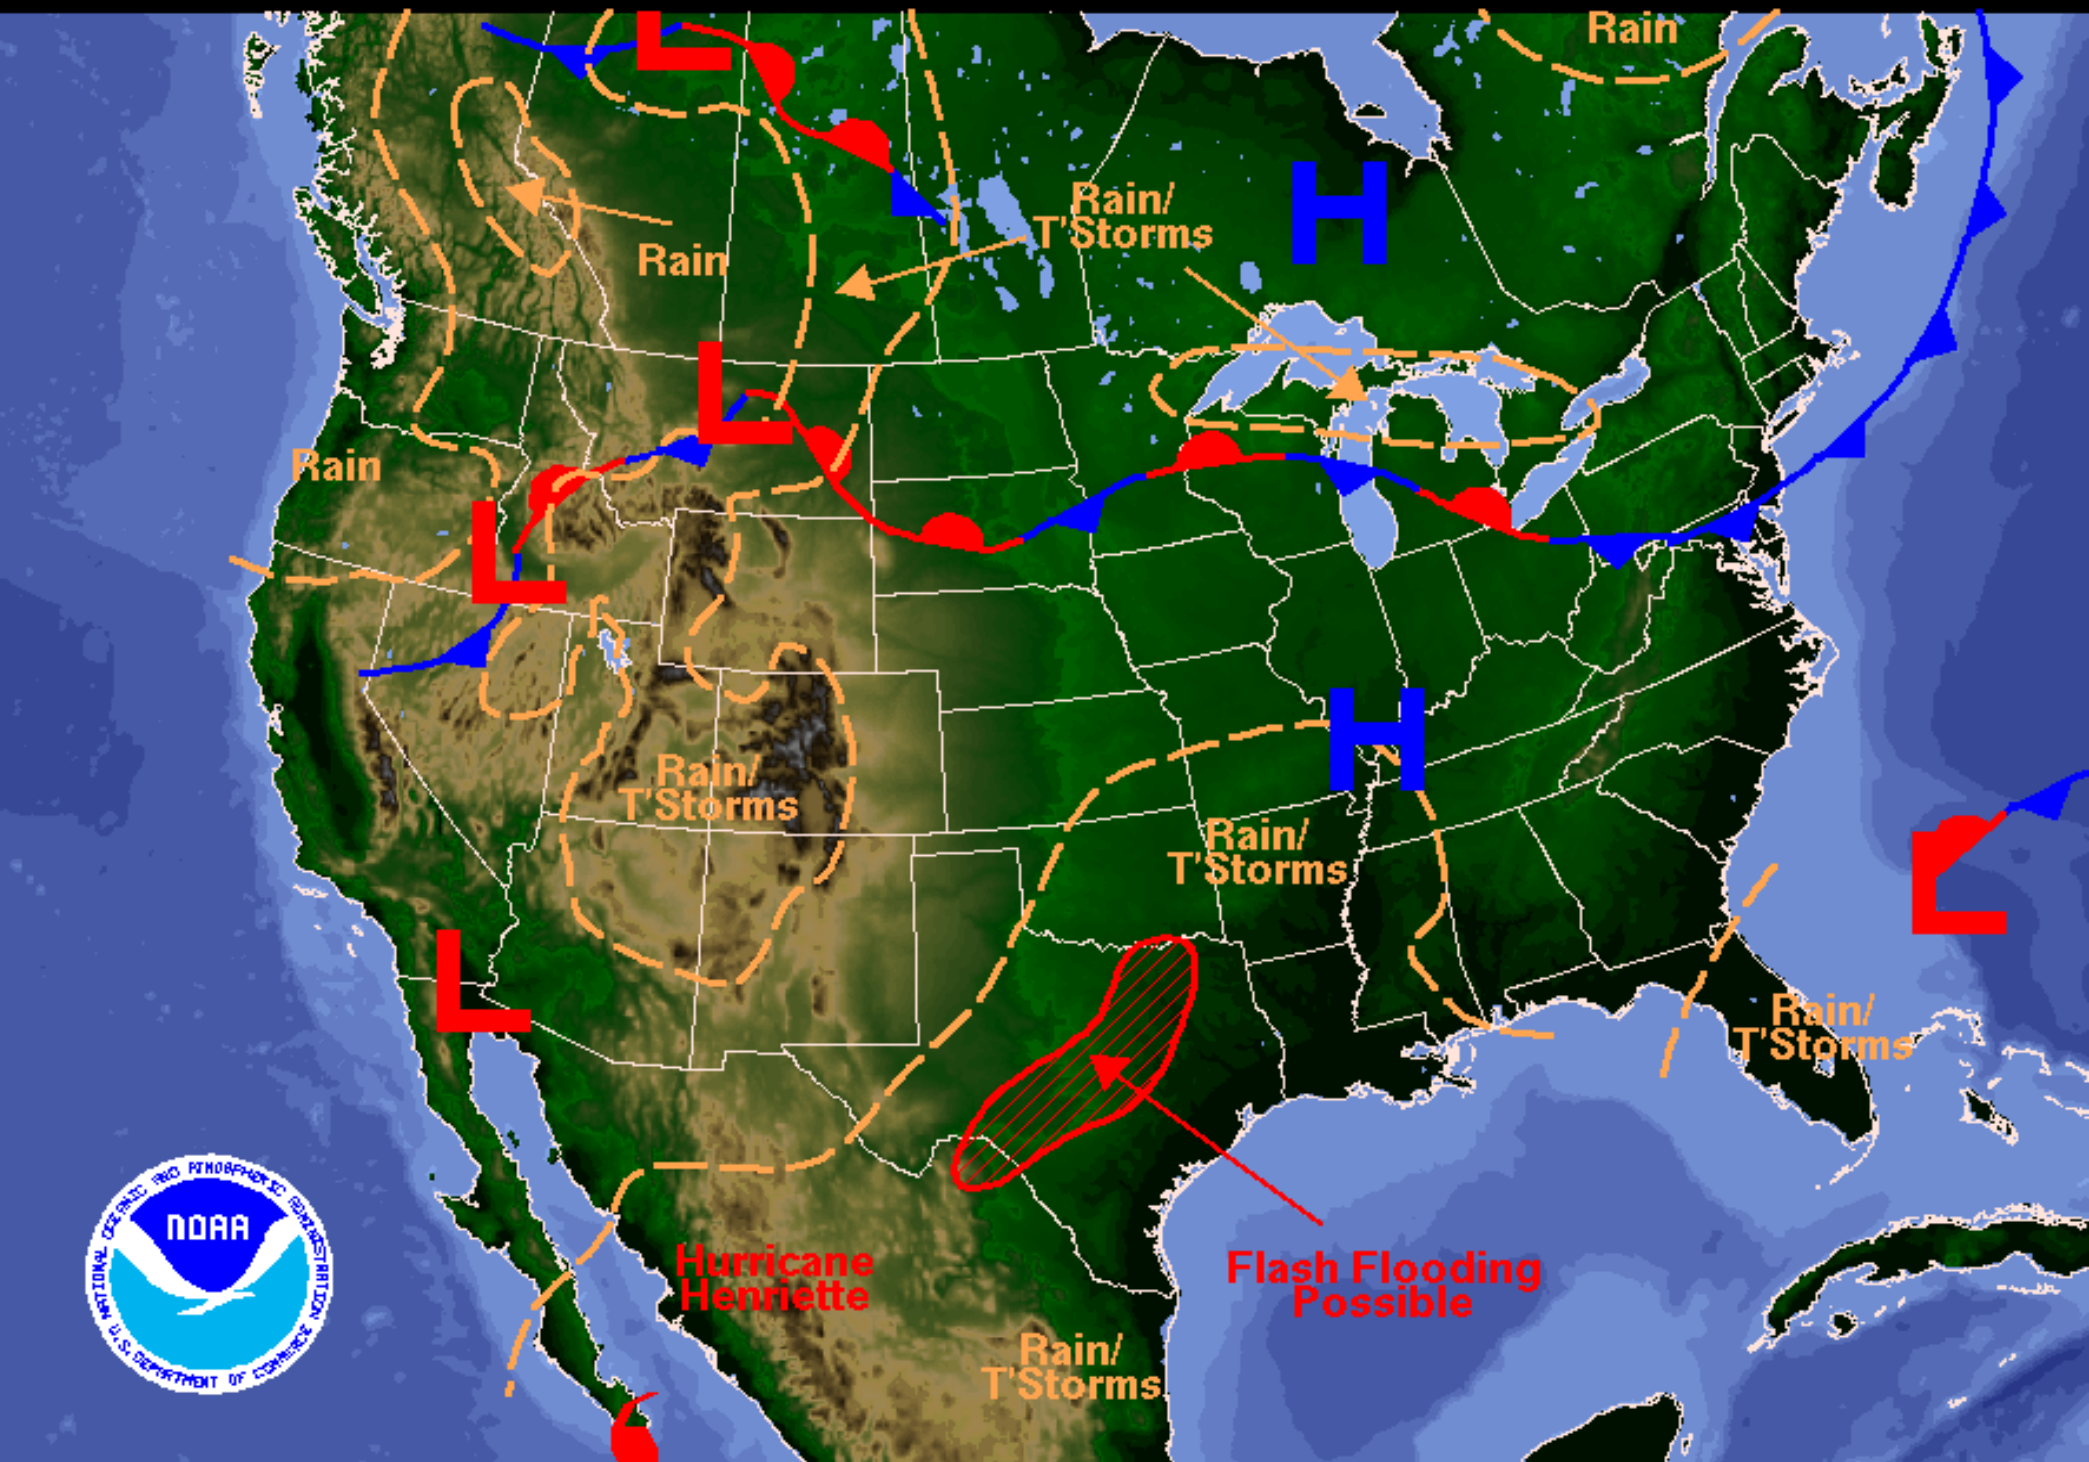 L
Rain
Rain/
T'Storms
H
Rain
L
Rain
L
H
Rain/
T'Storms
Rain/
T'Storms
L
L
Rain/
T'Storms
NATIONAL OCEANIC AND ATMOSPHERIC ADMINISTRATION
NOAA
U.S. DEPARTMENT OF COMMERCE
Hurricane
Henriette
Flash Flooding
Possible
Rain/
T'Storms